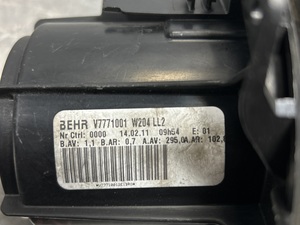 BEHR V7771001 W204 LL2
Nr Ctrl: 0000 14.02.11 09h54 E: 01
B.AV: 1.1 B.AR: 0.7 A.AV: 295,0A.AR: 102,